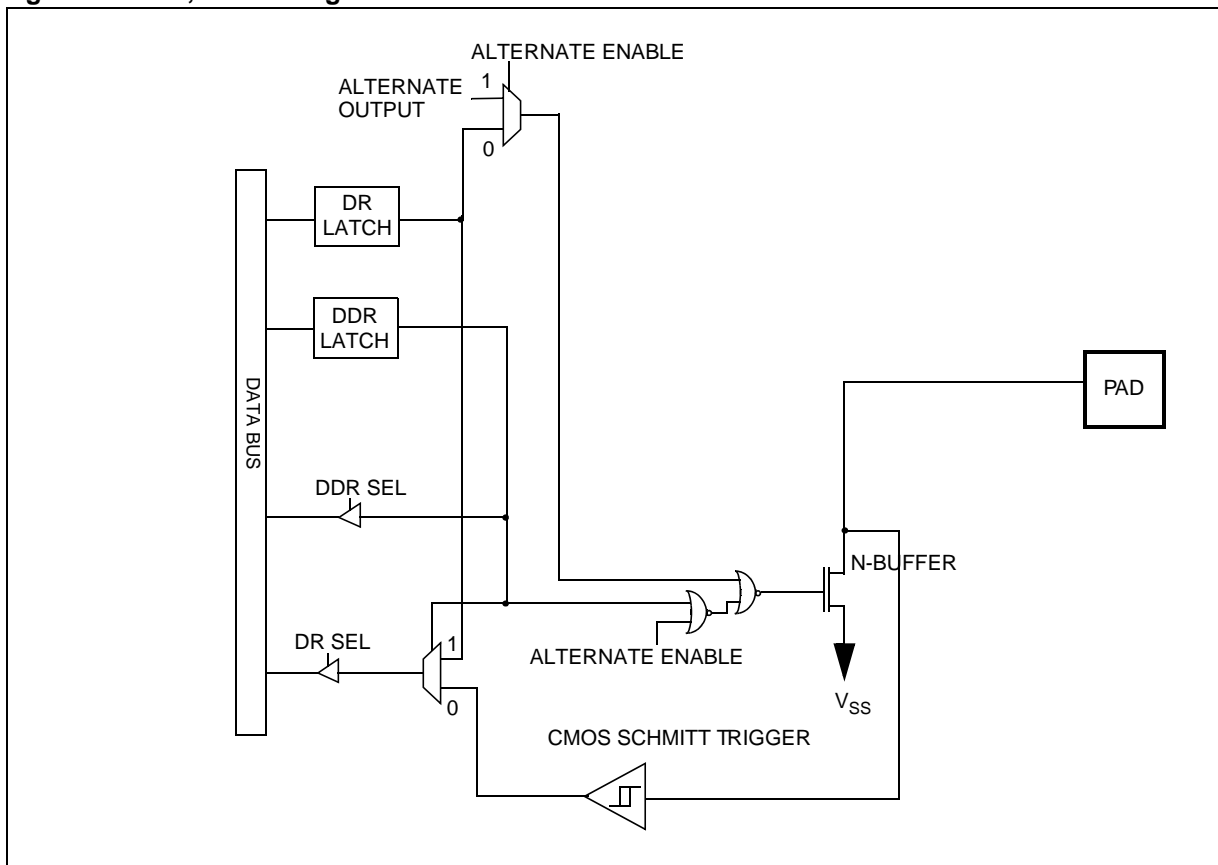 ALTERNATE ENABLE
ALTERNATE
OUTPUT
1
0
DR
LATCH
DDR
LATCH
DATA BUS
PAD
DDR SEL
N-BUFFER
DR SEL
1
0
ALTERNATE ENABLE
VSS
CMOS SCHMITT TRIGGER